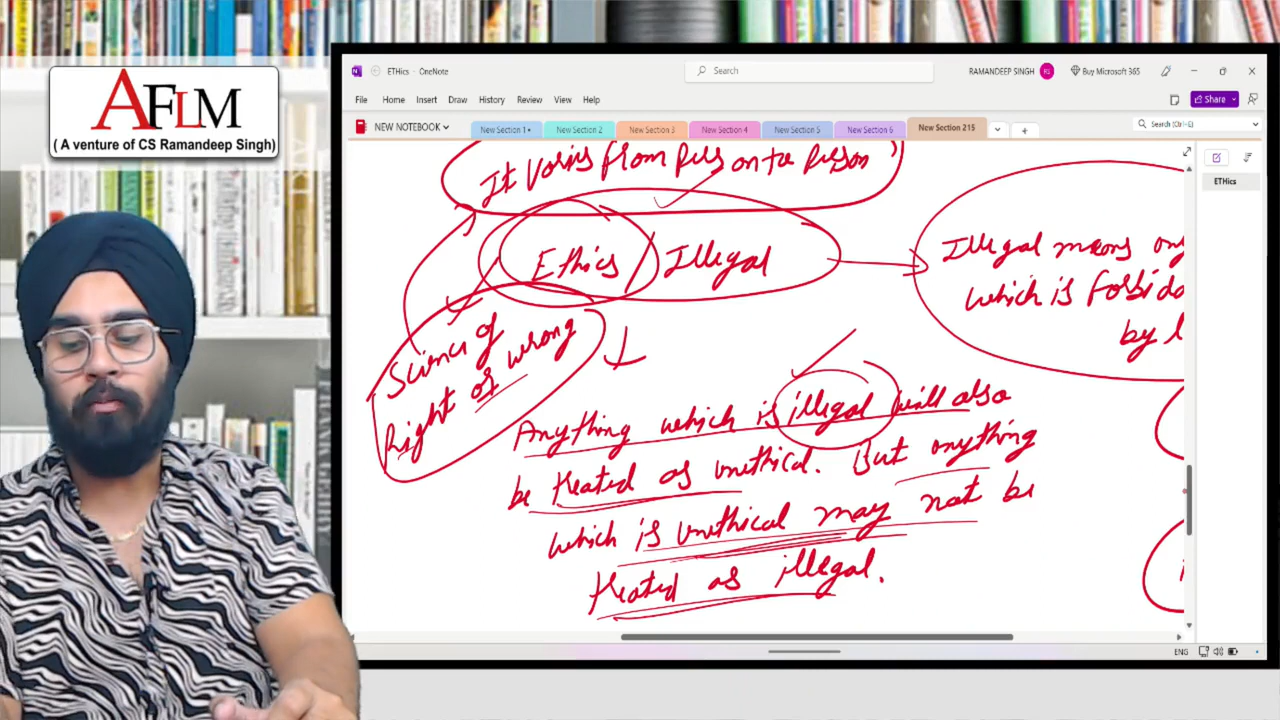 AFLM
( A venture of CS Ramandeep Singh)
ETHics - OneNote
Search
RAMANDEEP SINGH
RS
Buy Microsoft 365
File Home Insert Draw History Review View Help
Share
NEW NOTEBOOK
New Section 1
New Section 2
New Section 3
New Section 4
New Section 5
New Section 6
New Section 215
Search (Ctrl+E)
ETHics
It Varies from person to person
Ethics / Illegal
Illegal means
which is forbid
by l
Science of
Right or wrong
Anything which is illegal will also
be treated as unethical. But anything
which is unethical may not be
treated as illegal.
ENG